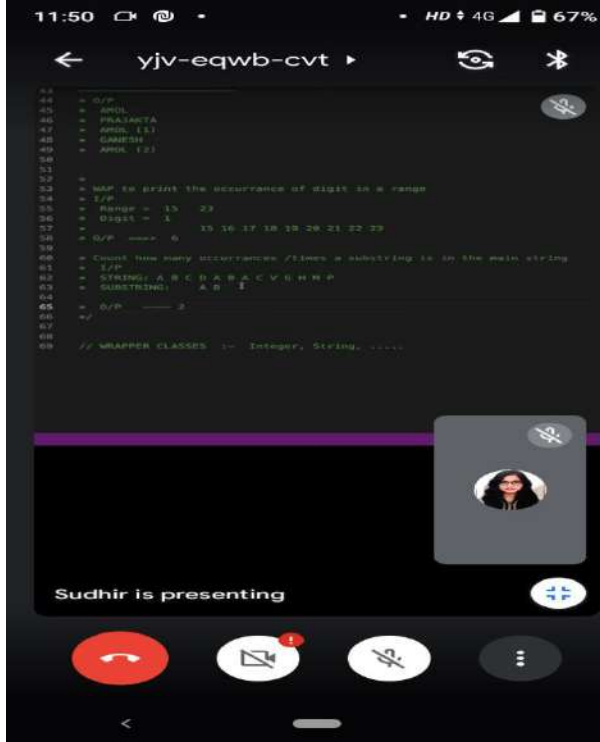 11:50 HD 4G 67%
yjv-eqwb-cvt
44 * O/P
45 * AMOL
46 * PRAJAKTA
47 * AMOL (1)
48 * GANESH
49 * AMOL (2)
50
51
52 *
53 * WAP to print the occurrance of digit in a range
54 * I/P
55 * Range = 15 23
56 * Digit = 1
57 * 15 16 17 18 19 20 21 22 23
58 * O/P ===> 6
59
60 * Count how many occurrances /times a substring is in the main string
61 * I/P
62 * STRING: A B C D A B A C V G H M P
63 * SUBSTRING: A B
64
65 * O/P
66 */
67
68
69 // WRAPPER CLASSES :- Integer, String, .....
Sudhir is presenting